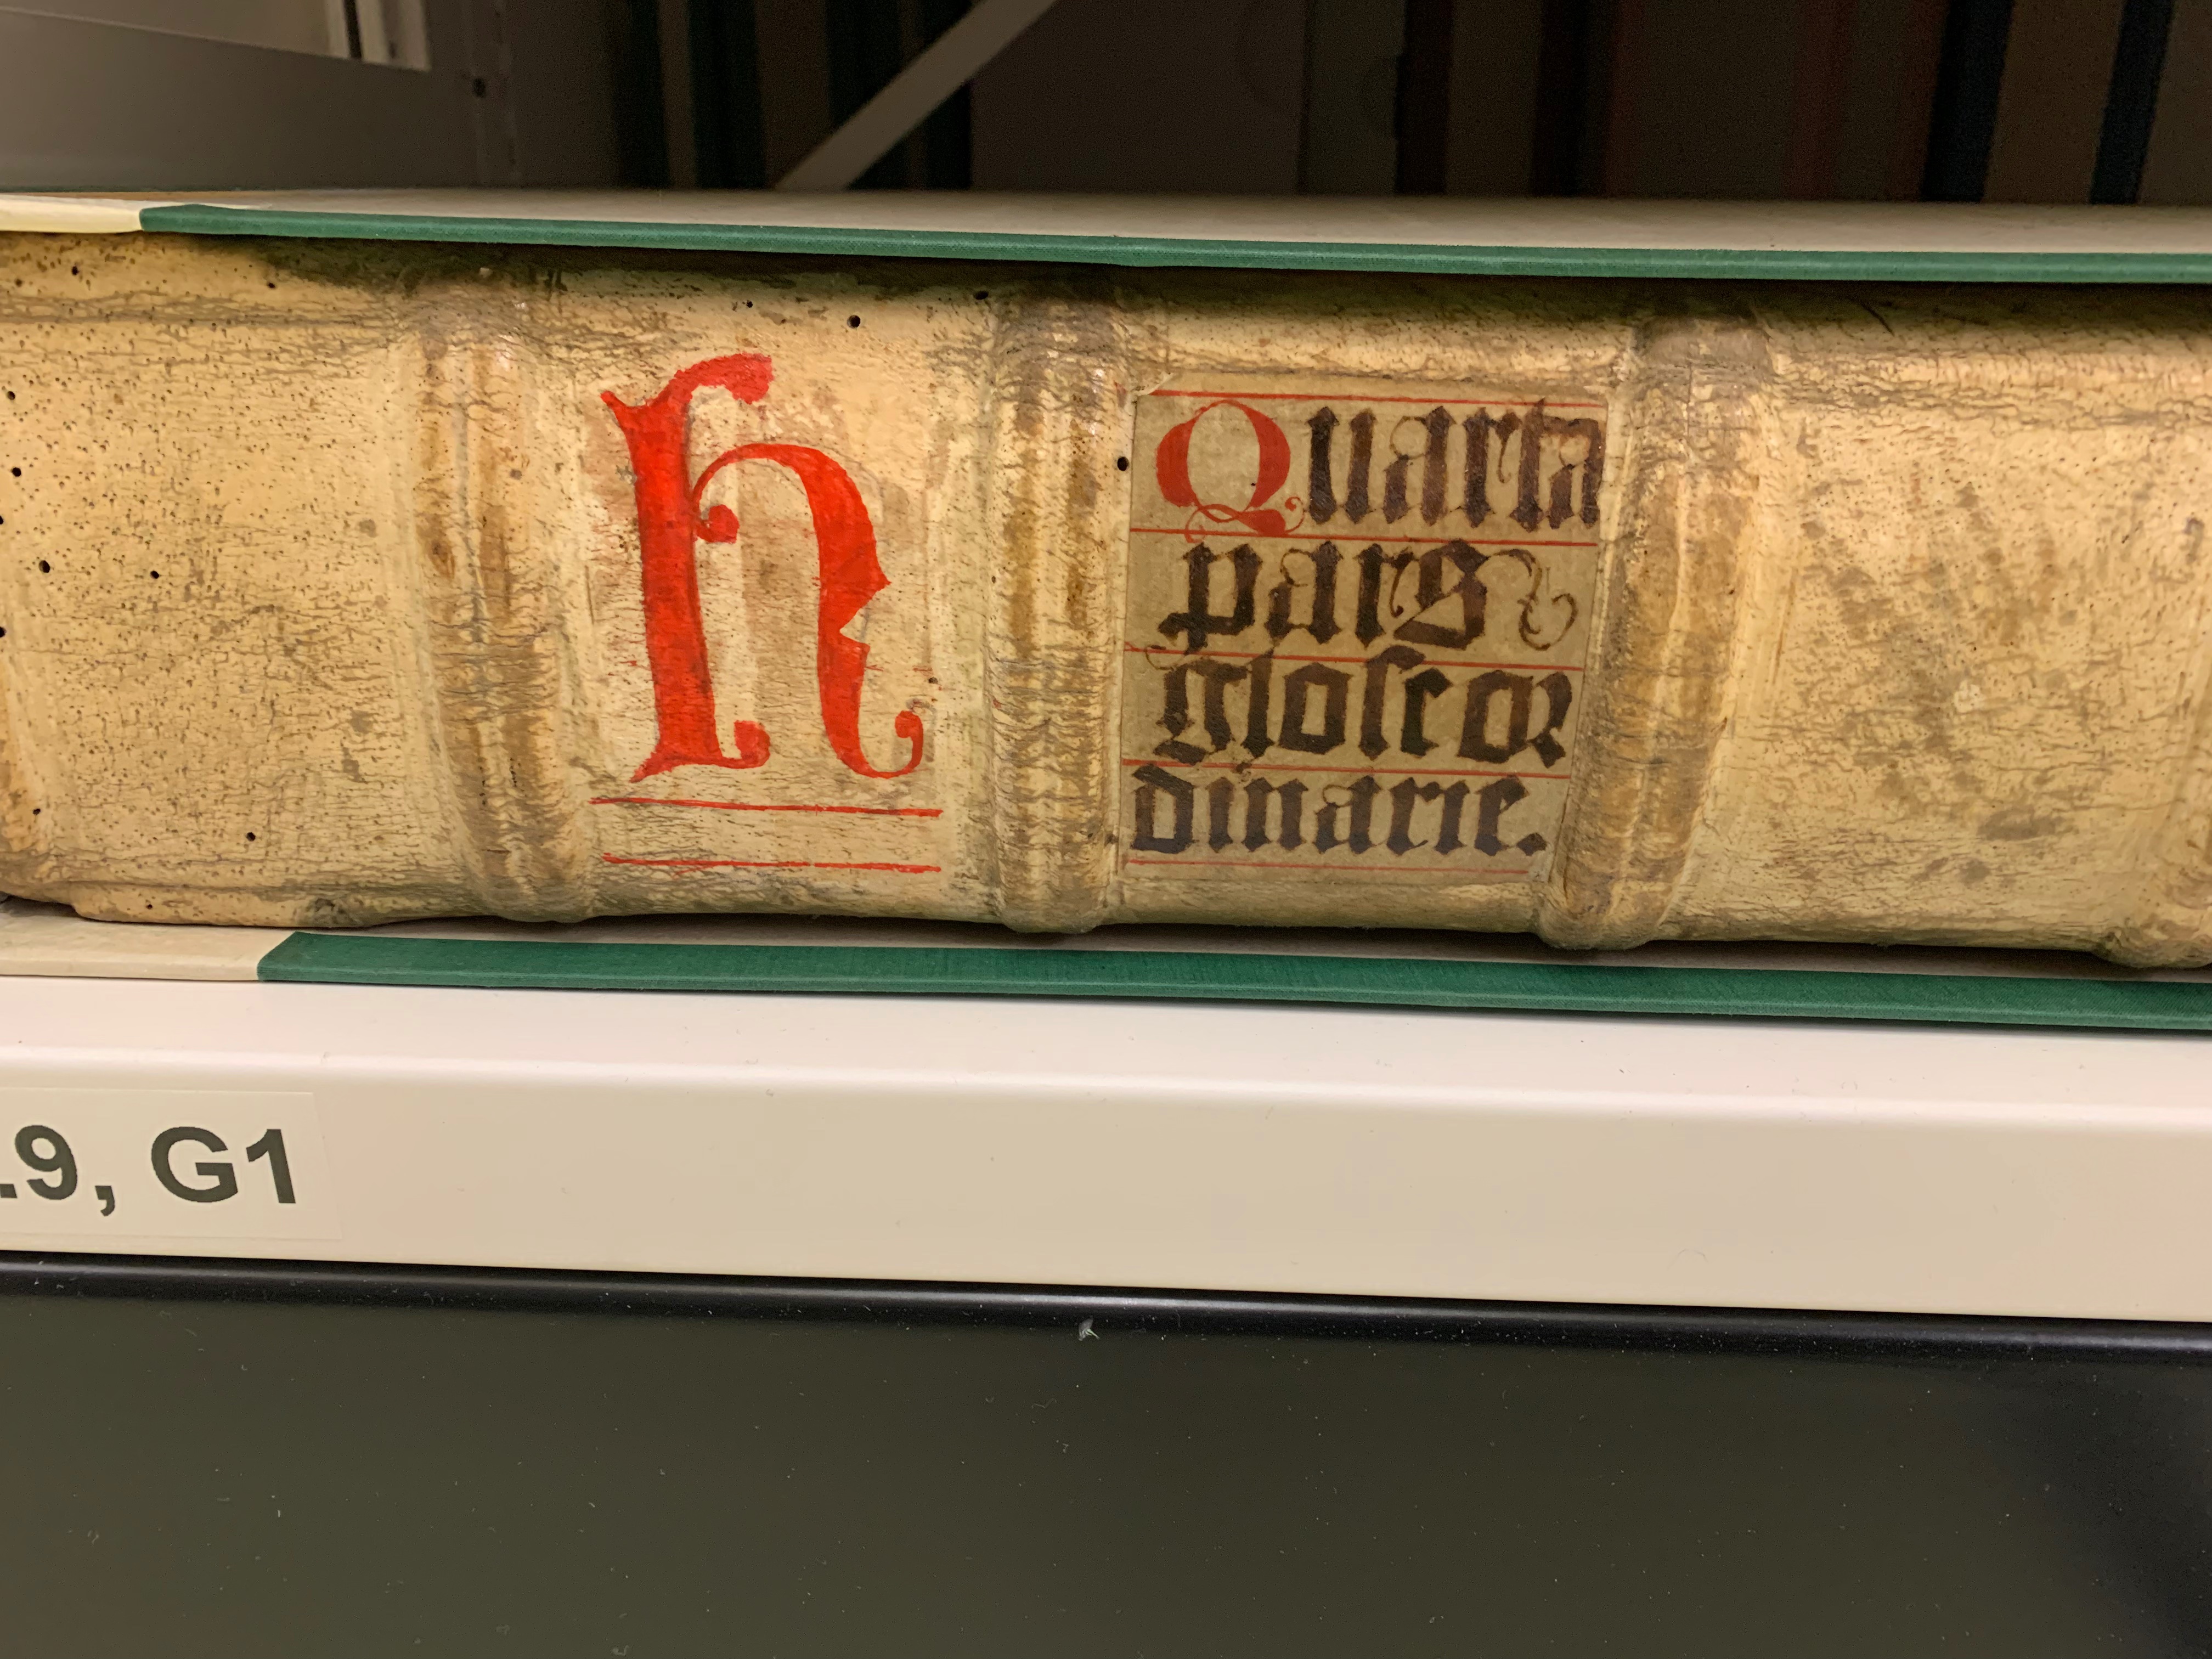 h
Quarta
pars
glose or
dinarie.
.9, G1